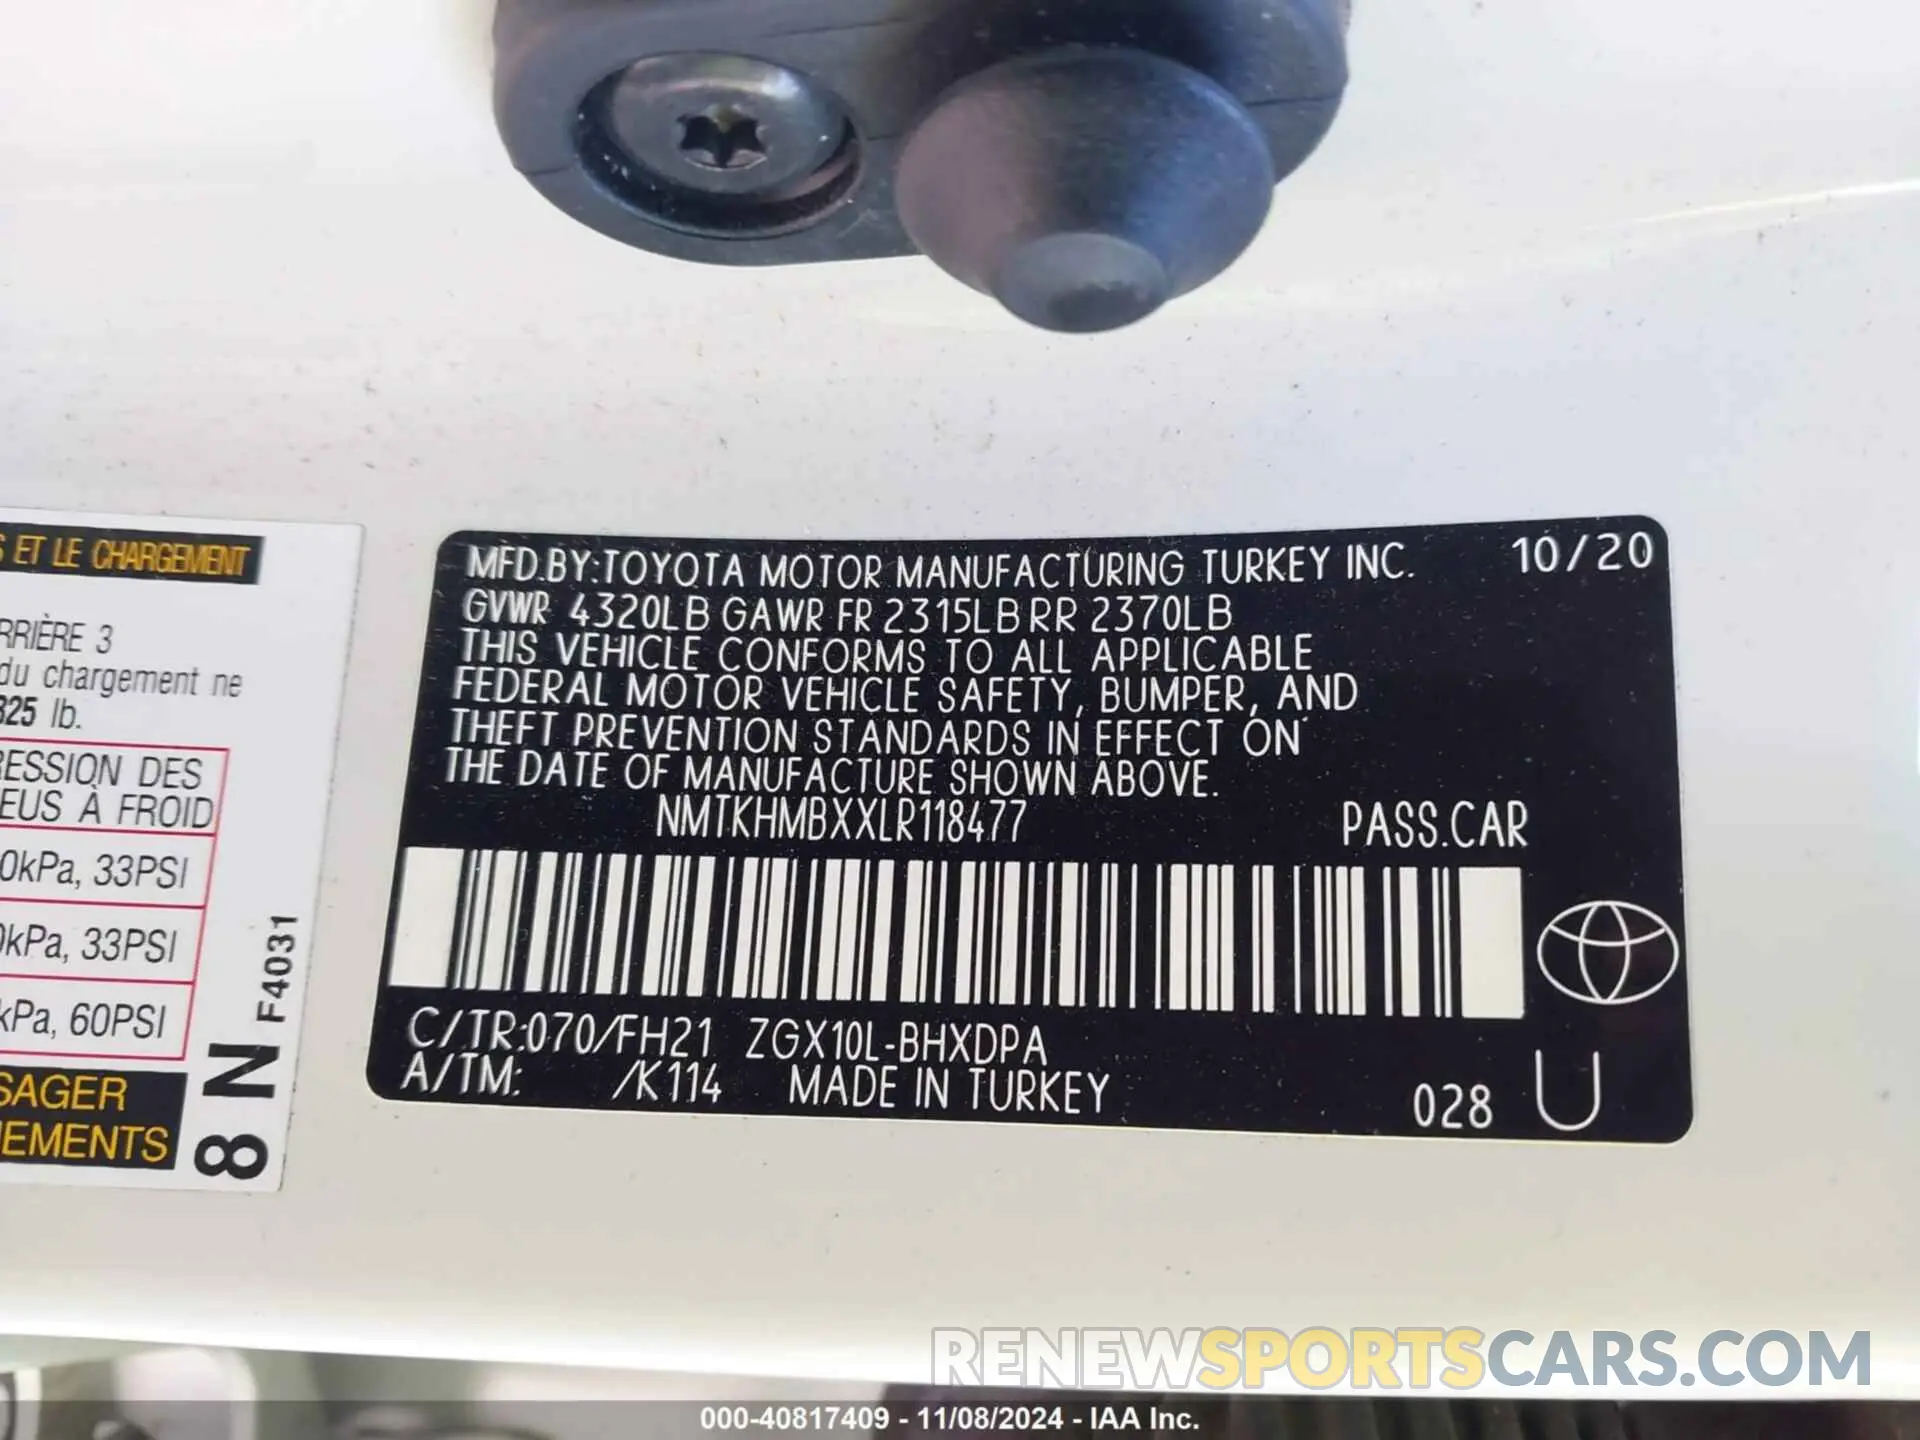 S ET LE CHARGEMENT
RRIÈRE 3
du chargement ne
325 lb.
RESSION DES
EUS À FROID
0kPa, 33PSI
0kPa, 33PSI
kPa, 60PSI
SAGER
NEMENTS
F4031
8 N
MFD.BY:TOYOTA MOTOR MANUFACTURING TURKEY INC. 10/20
GVWR 4320LB GAWR FR 2315LB RR 2370LB
THIS VEHICLE CONFORMS TO ALL APPLICABLE
FEDERAL MOTOR VEHICLE SAFETY, BUMPER, AND
THEFT PREVENTION STANDARDS IN EFFECT ON
THE DATE OF MANUFACTURE SHOWN ABOVE.
NMTKHMBXXLR118477 PASS.CAR
C/TR:070/FH21 ZGX10L-BHXDPA
A/TM: /K114 MADE IN TURKEY 028 U
RENEWSPORTSCARS.COM
000-40817409 - 11/08/2024 - IAA Inc.